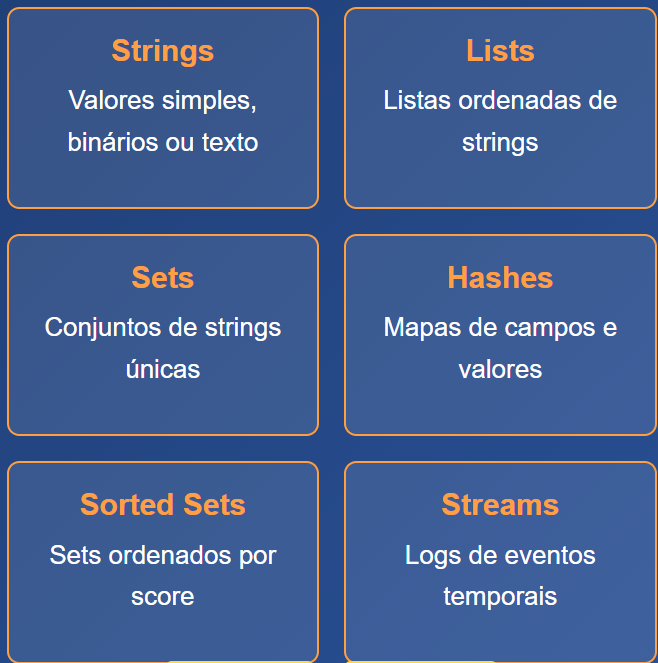 Strings
Valores simples,
binários ou texto
Lists
Listas ordenadas de
strings
Sets
Conjuntos de strings
únicas
Hashes
Mapas de campos e
valores
Sorted Sets
Sets ordenados por
score
Streams
Logs de eventos
temporais